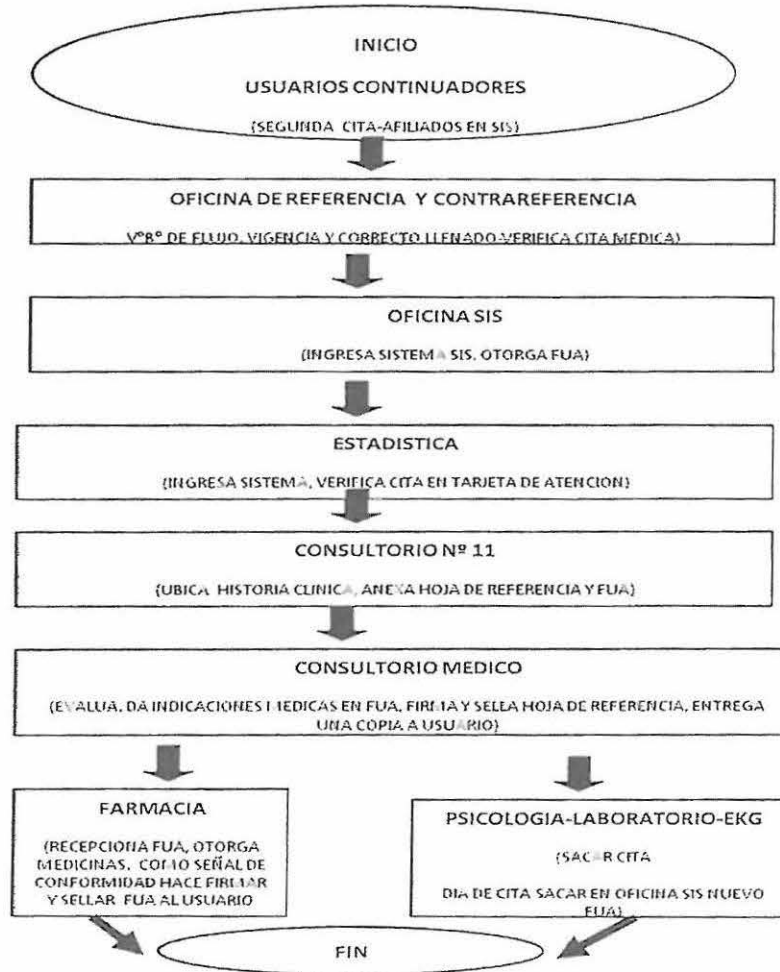 INICIO
USUARIOS CONTINUADORES
(SEGUNDA CITA-AFILIADOS EN SIS)
OFICINA DE REFERENCIA Y CONTRAREFERENCIA
VºBº DE FLUJO, VIGENCIA Y CORRECTO LLENADO-VERIFICA CITA MEDICA)
OFICINA SIS
(INGRESA SISTEMA SIS, OTORGA FUA)
ESTADISTICA
(INGRESA SISTEMA, VERIFICA CITA EN TARJETA DE ATENCION)
CONSULTORIO Nº 11
(UBICA HISTORIA CLINICA, ANEXA HOJA DE REFERENCIA Y FUA)
CONSULTORIO MEDICO
(EVALUA, DA INDICACIONES MEDICAS EN FUA, FIRMA Y SELLA HOJA DE REFERENCIA, ENTREGA
UNA COPIA A USUARIO)
FARMACIA
(RECEPCIONA FUA, OTORGA
MEDICINAS, COMO SEÑAL DE
CONFORMIDAD HACE FIRMAR
Y SELLAR FUA AL USUARIO
PSICOLOGIA-LABORATORIO-EKG
(SACAR CITA
DIA DE CITA SACAR EN OFICINA SIS NUEVO
FUA)
FIN